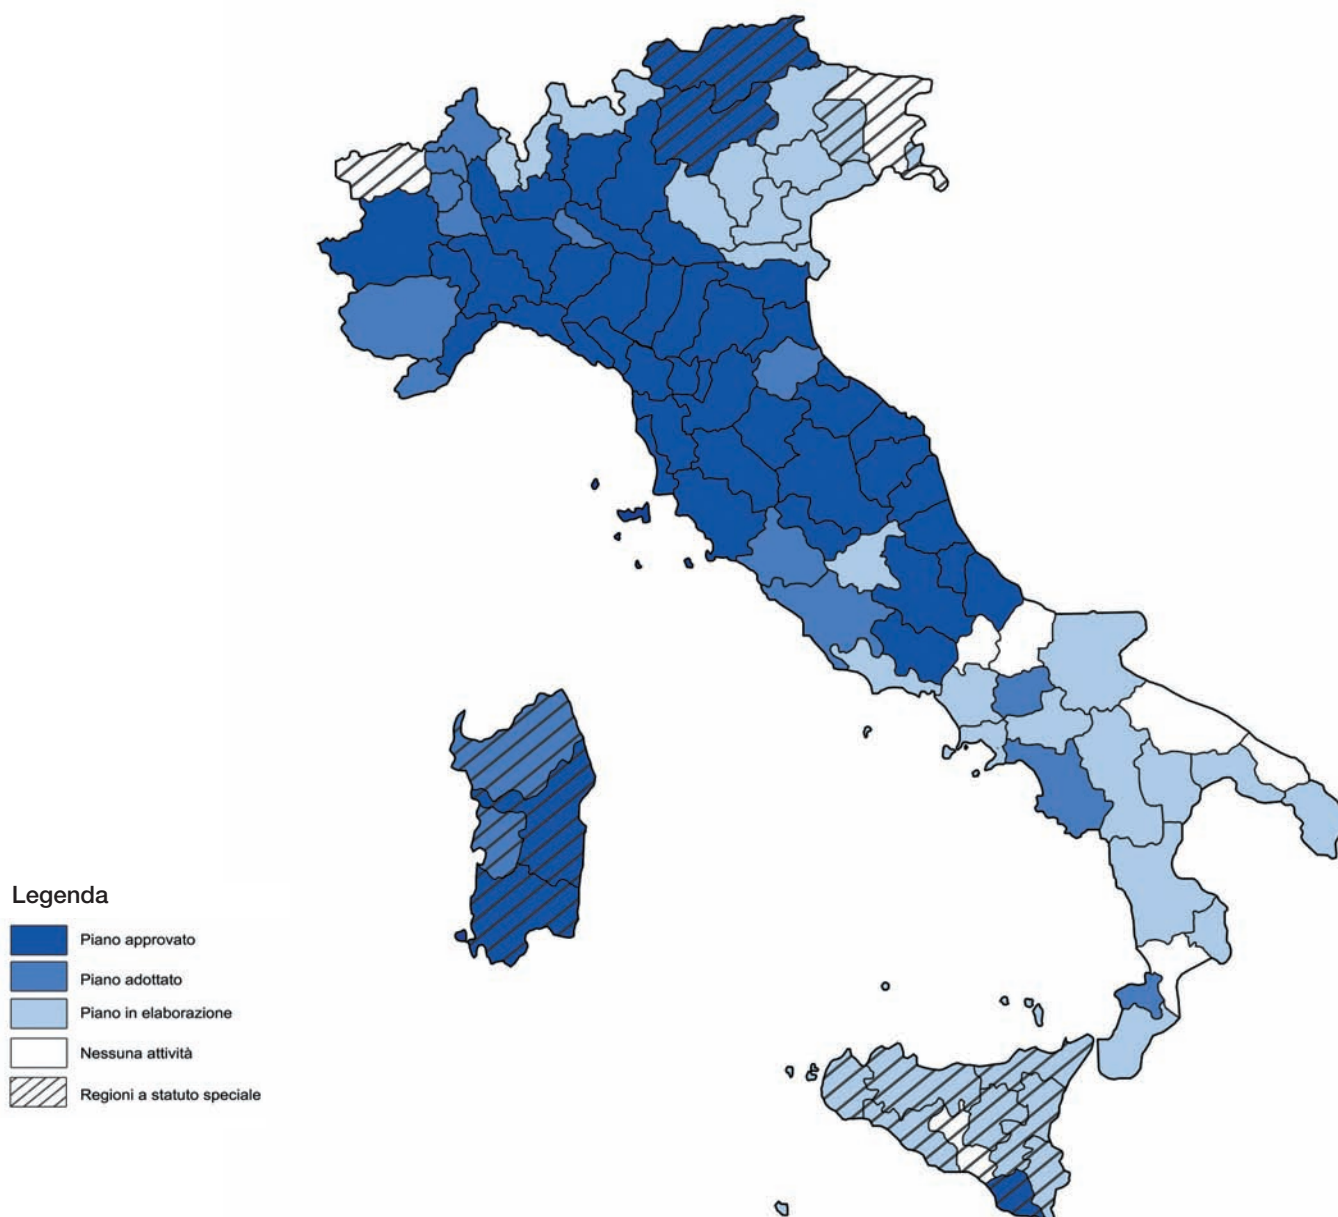 Legenda
Piano approvato
Piano adottato
Piano in elaborazione
Nessuna attività
Regioni a statuto speciale